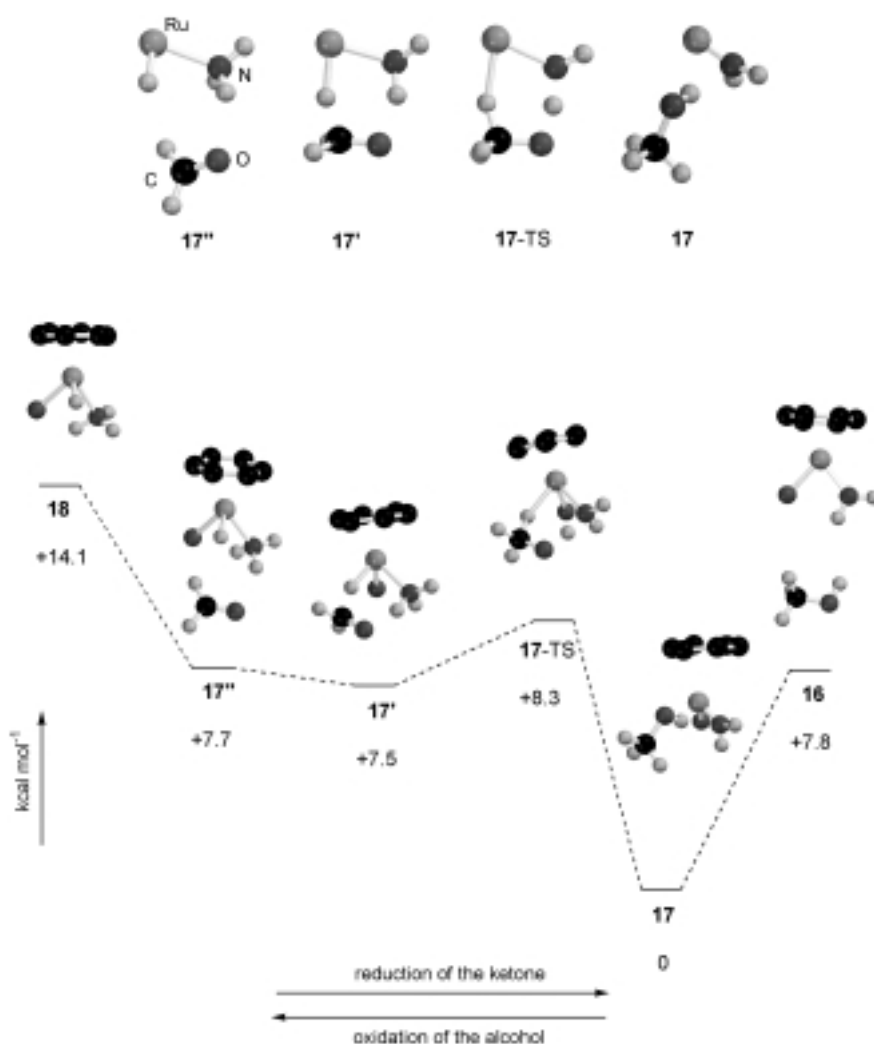 Ru
N
C
O
17"
17'
17-TS
17
18
+14.1
17"
+7.7
17'
+7.5
17-TS
+8.3
16
+7.8
17
0
kcal mol⁻¹
reduction of the ketone
oxidation of the alcohol